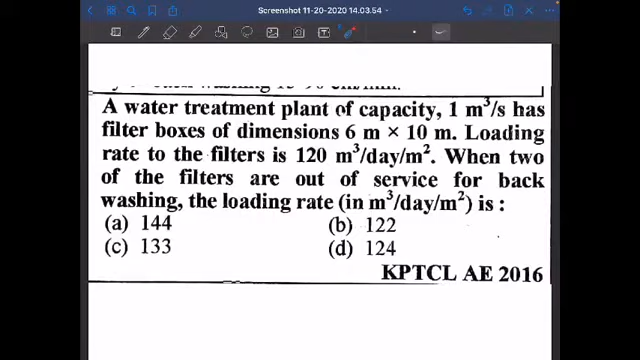 Screenshot 11-20-2020 14.03.54
A water treatment plant of capacity, 1 m³/s has
filter boxes of dimensions 6 m × 10 m. Loading
rate to the filters is 120 m³/day/m². When two
of the filters are out of service for back
washing, the loading rate (in m³/day/m²) is :
(a) 144 (b) 122
(c) 133 (d) 124
KPTCL AE 2016